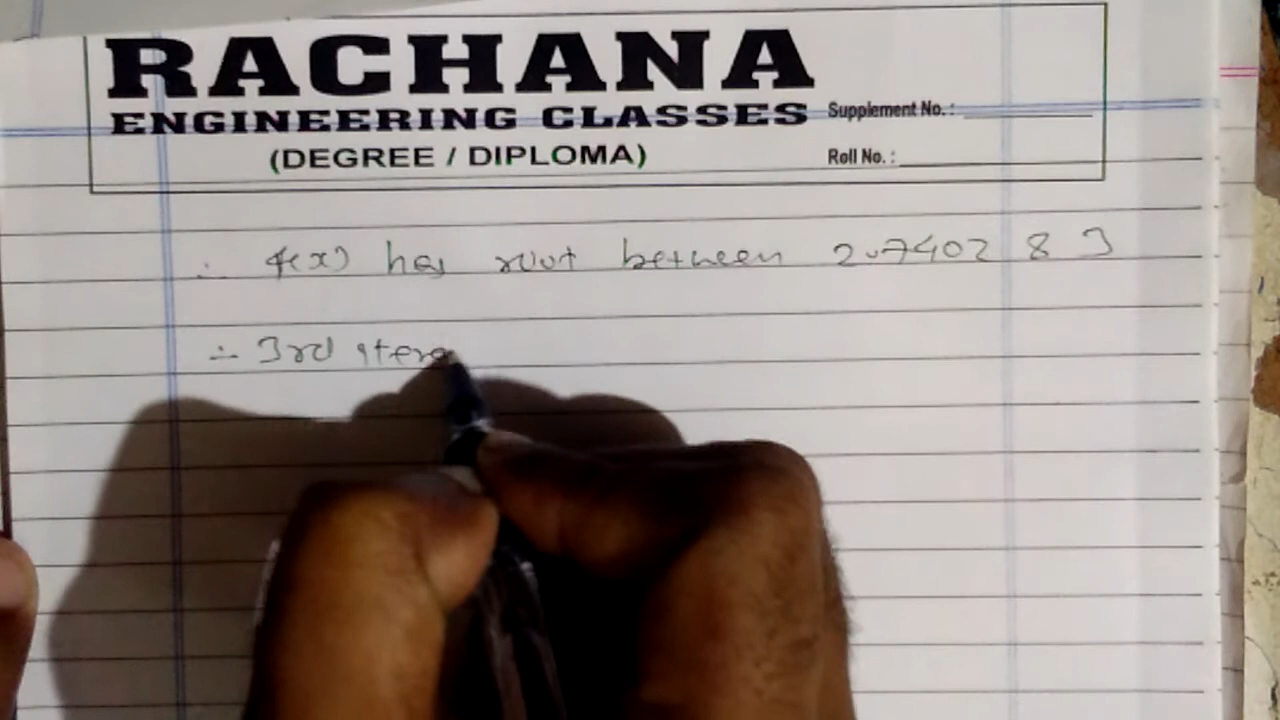 RACHANA
ENGINEERING CLASSES
(DEGREE / DIPLOMA)
Supplement No. :
Roll No. :
∴ f(x) has root between 2.7402 & 3
∴ 3rd itera